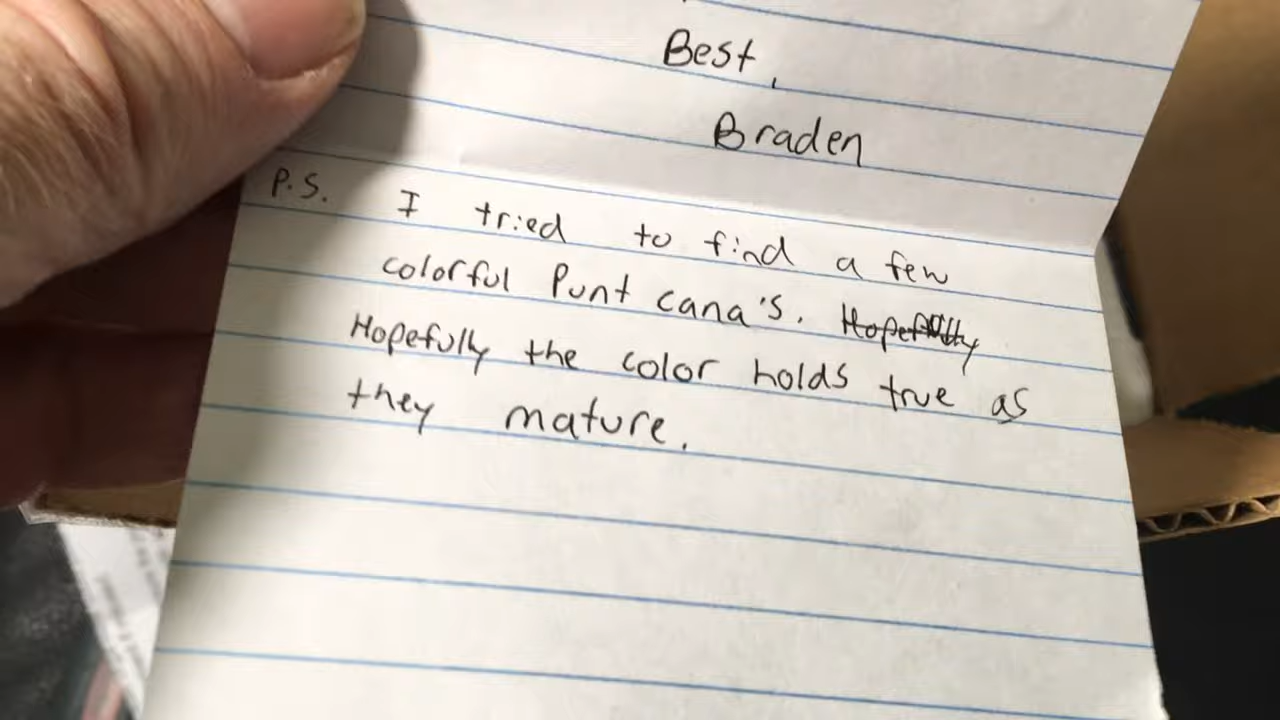 Best,
Braden
P.S. I tried to find a few
colorful Punt cana's. Hopefully
Hopefully the color holds true as
they mature.